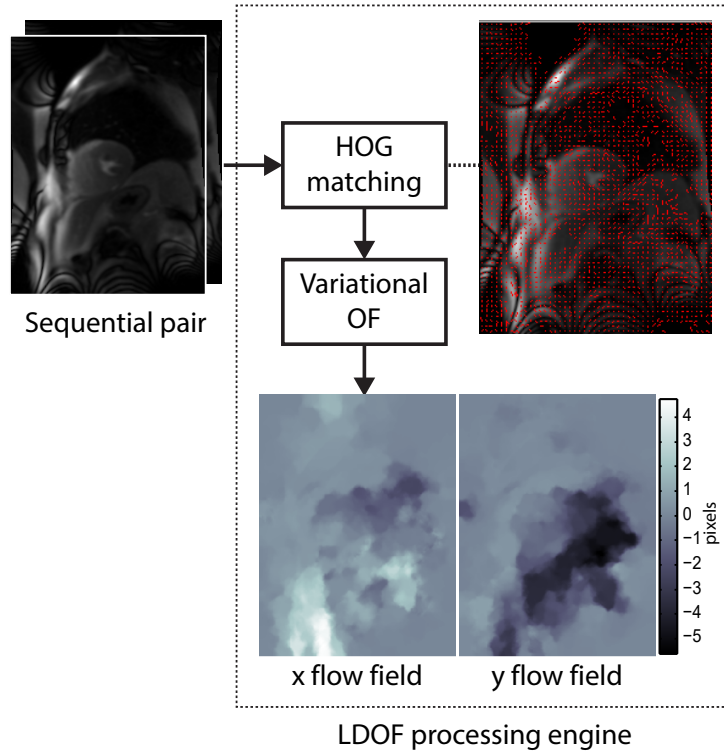 HOG
matching
Sequential pair
Variational
OF
4
3
2
1
0
-1
-2
-3
-4
-5
pixels
x flow field
y flow field
LDOF processing engine